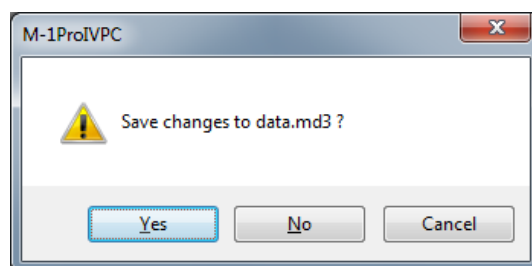 M-1ProIVPC
Save changes to data.md3 ?
Yes
No
Cancel